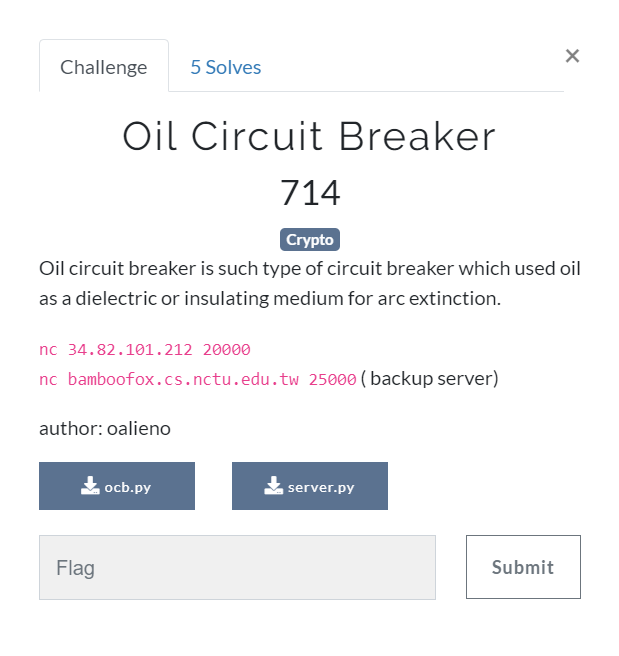 Challenge
5 Solves
×
Oil Circuit Breaker
714
Crypto
Oil circuit breaker is such type of circuit breaker which used oil
as a dielectric or insulating medium for arc extinction.
nc 34.82.101.212 20000
nc bamboofox.cs.nctu.edu.tw 25000 ( backup server)
author: oalieno
ocb.py
server.py
Flag
Submit